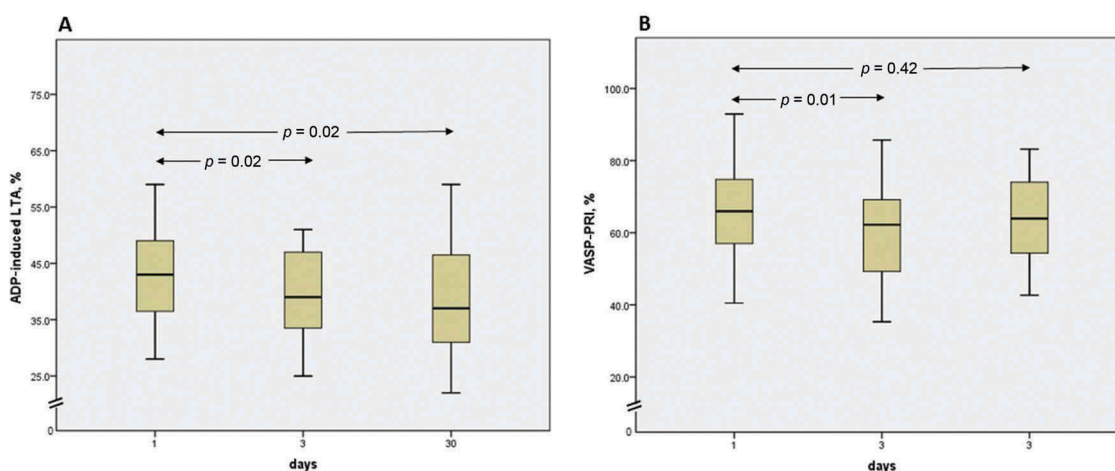 A
ADP-induced LTA, %
75.0
65.0
55.0
45.0
35.0
25.0
0
p = 0.02
p = 0.02
1
3
30
days
B
VASP-PRI, %
100.0
80.0
60.0
40.0
20.0
0
p = 0.42
p = 0.01
1
3
3
days